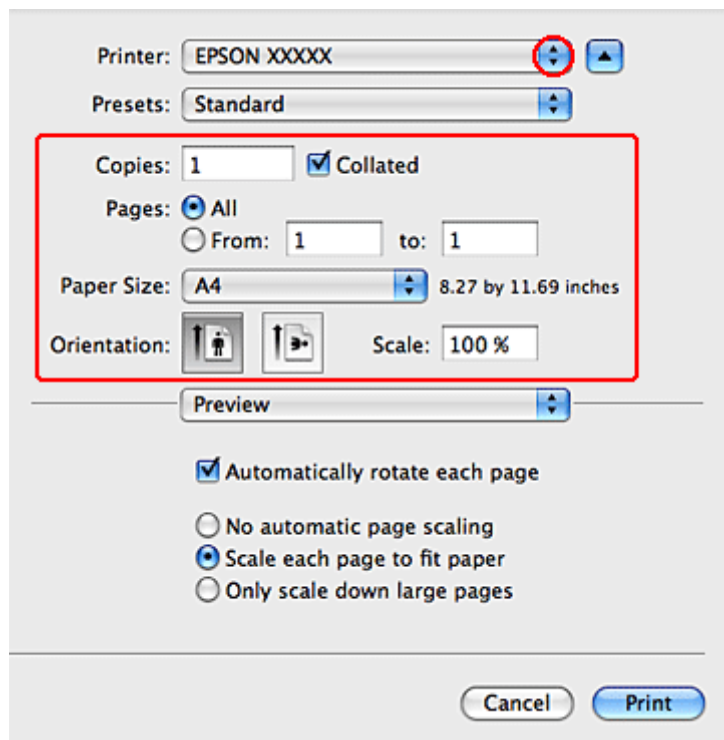 Printer: EPSON XXXXX
Presets: Standard
Copies: 1 Collated
Pages: All
From: 1 to: 1
Paper Size: A4 8.27 by 11.69 inches
Orientation: Scale: 100 %
Preview
Automatically rotate each page
No automatic page scaling
Scale each page to fit paper
Only scale down large pages
Cancel Print